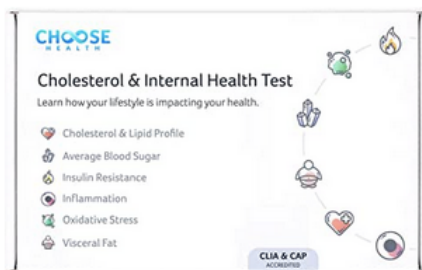 CHOOSE
HEALTH
Cholesterol & Internal Health Test
Learn how your lifestyle is impacting your health.
Cholesterol & Lipid Profile
Average Blood Sugar
Insulin Resistance
Inflammation
Oxidative Stress
Visceral Fat
CLIA & CAP
ACCREDITED